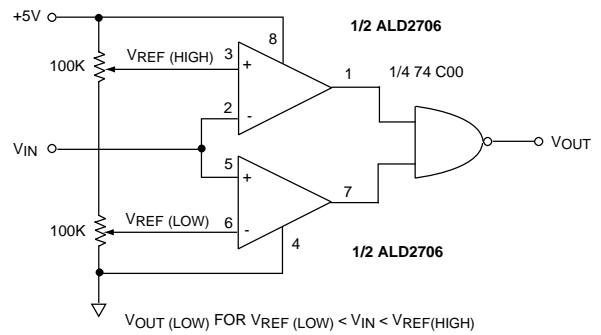 +5V
1/2 ALD2706
8
VREF (HIGH)
3
+
100K
1
1/4 74 C00
2
-
VIN
VOUT
5
+
7
VREF (LOW)
6
-
100K
4
1/2 ALD2706
VOUT (LOW) FOR VREF (LOW) < VIN < VREF(HIGH)